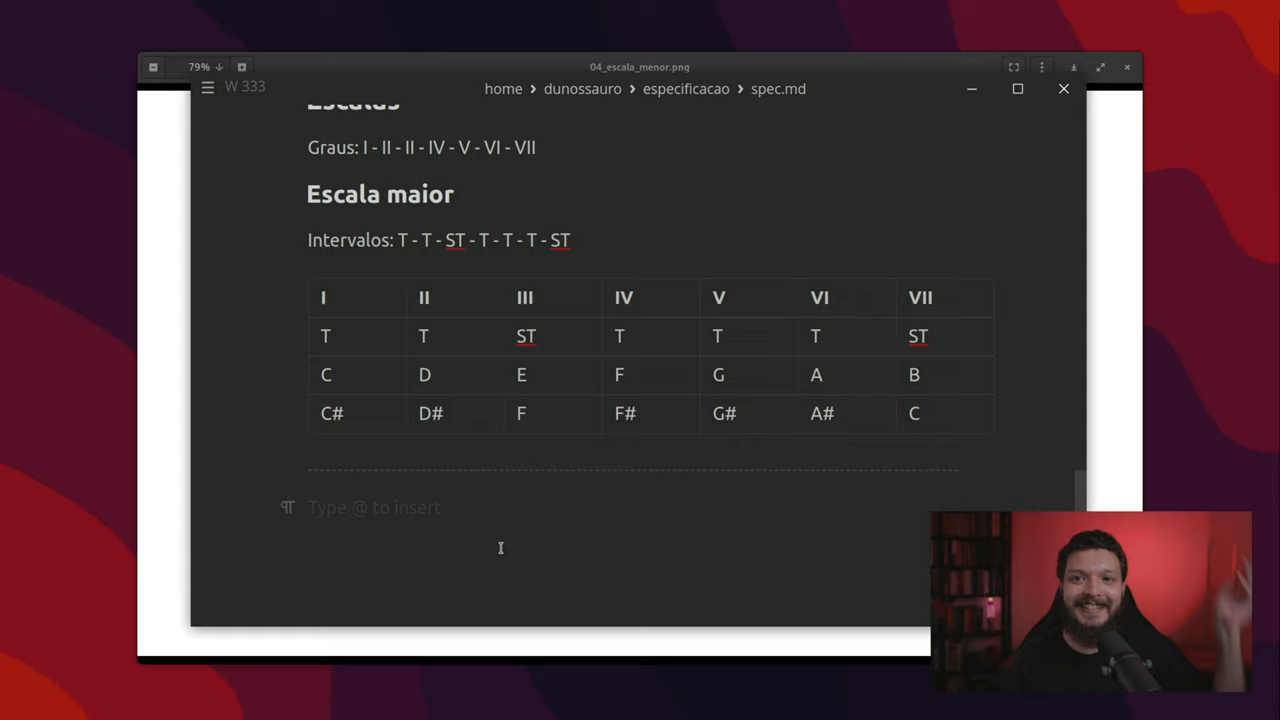 79%
04_escala_menor.png
W 333
home > dunossauro > especificacao > spec.md
Escalas
Graus: I - II - II - IV - V - VI - VII
Escala maior
Intervalos: T - T - ST - T - T - T - ST
I II III IV V VI VII
T T ST T T T ST
C D E F G A B
C# D# F F# G# A# C
¶ Type @ to insert